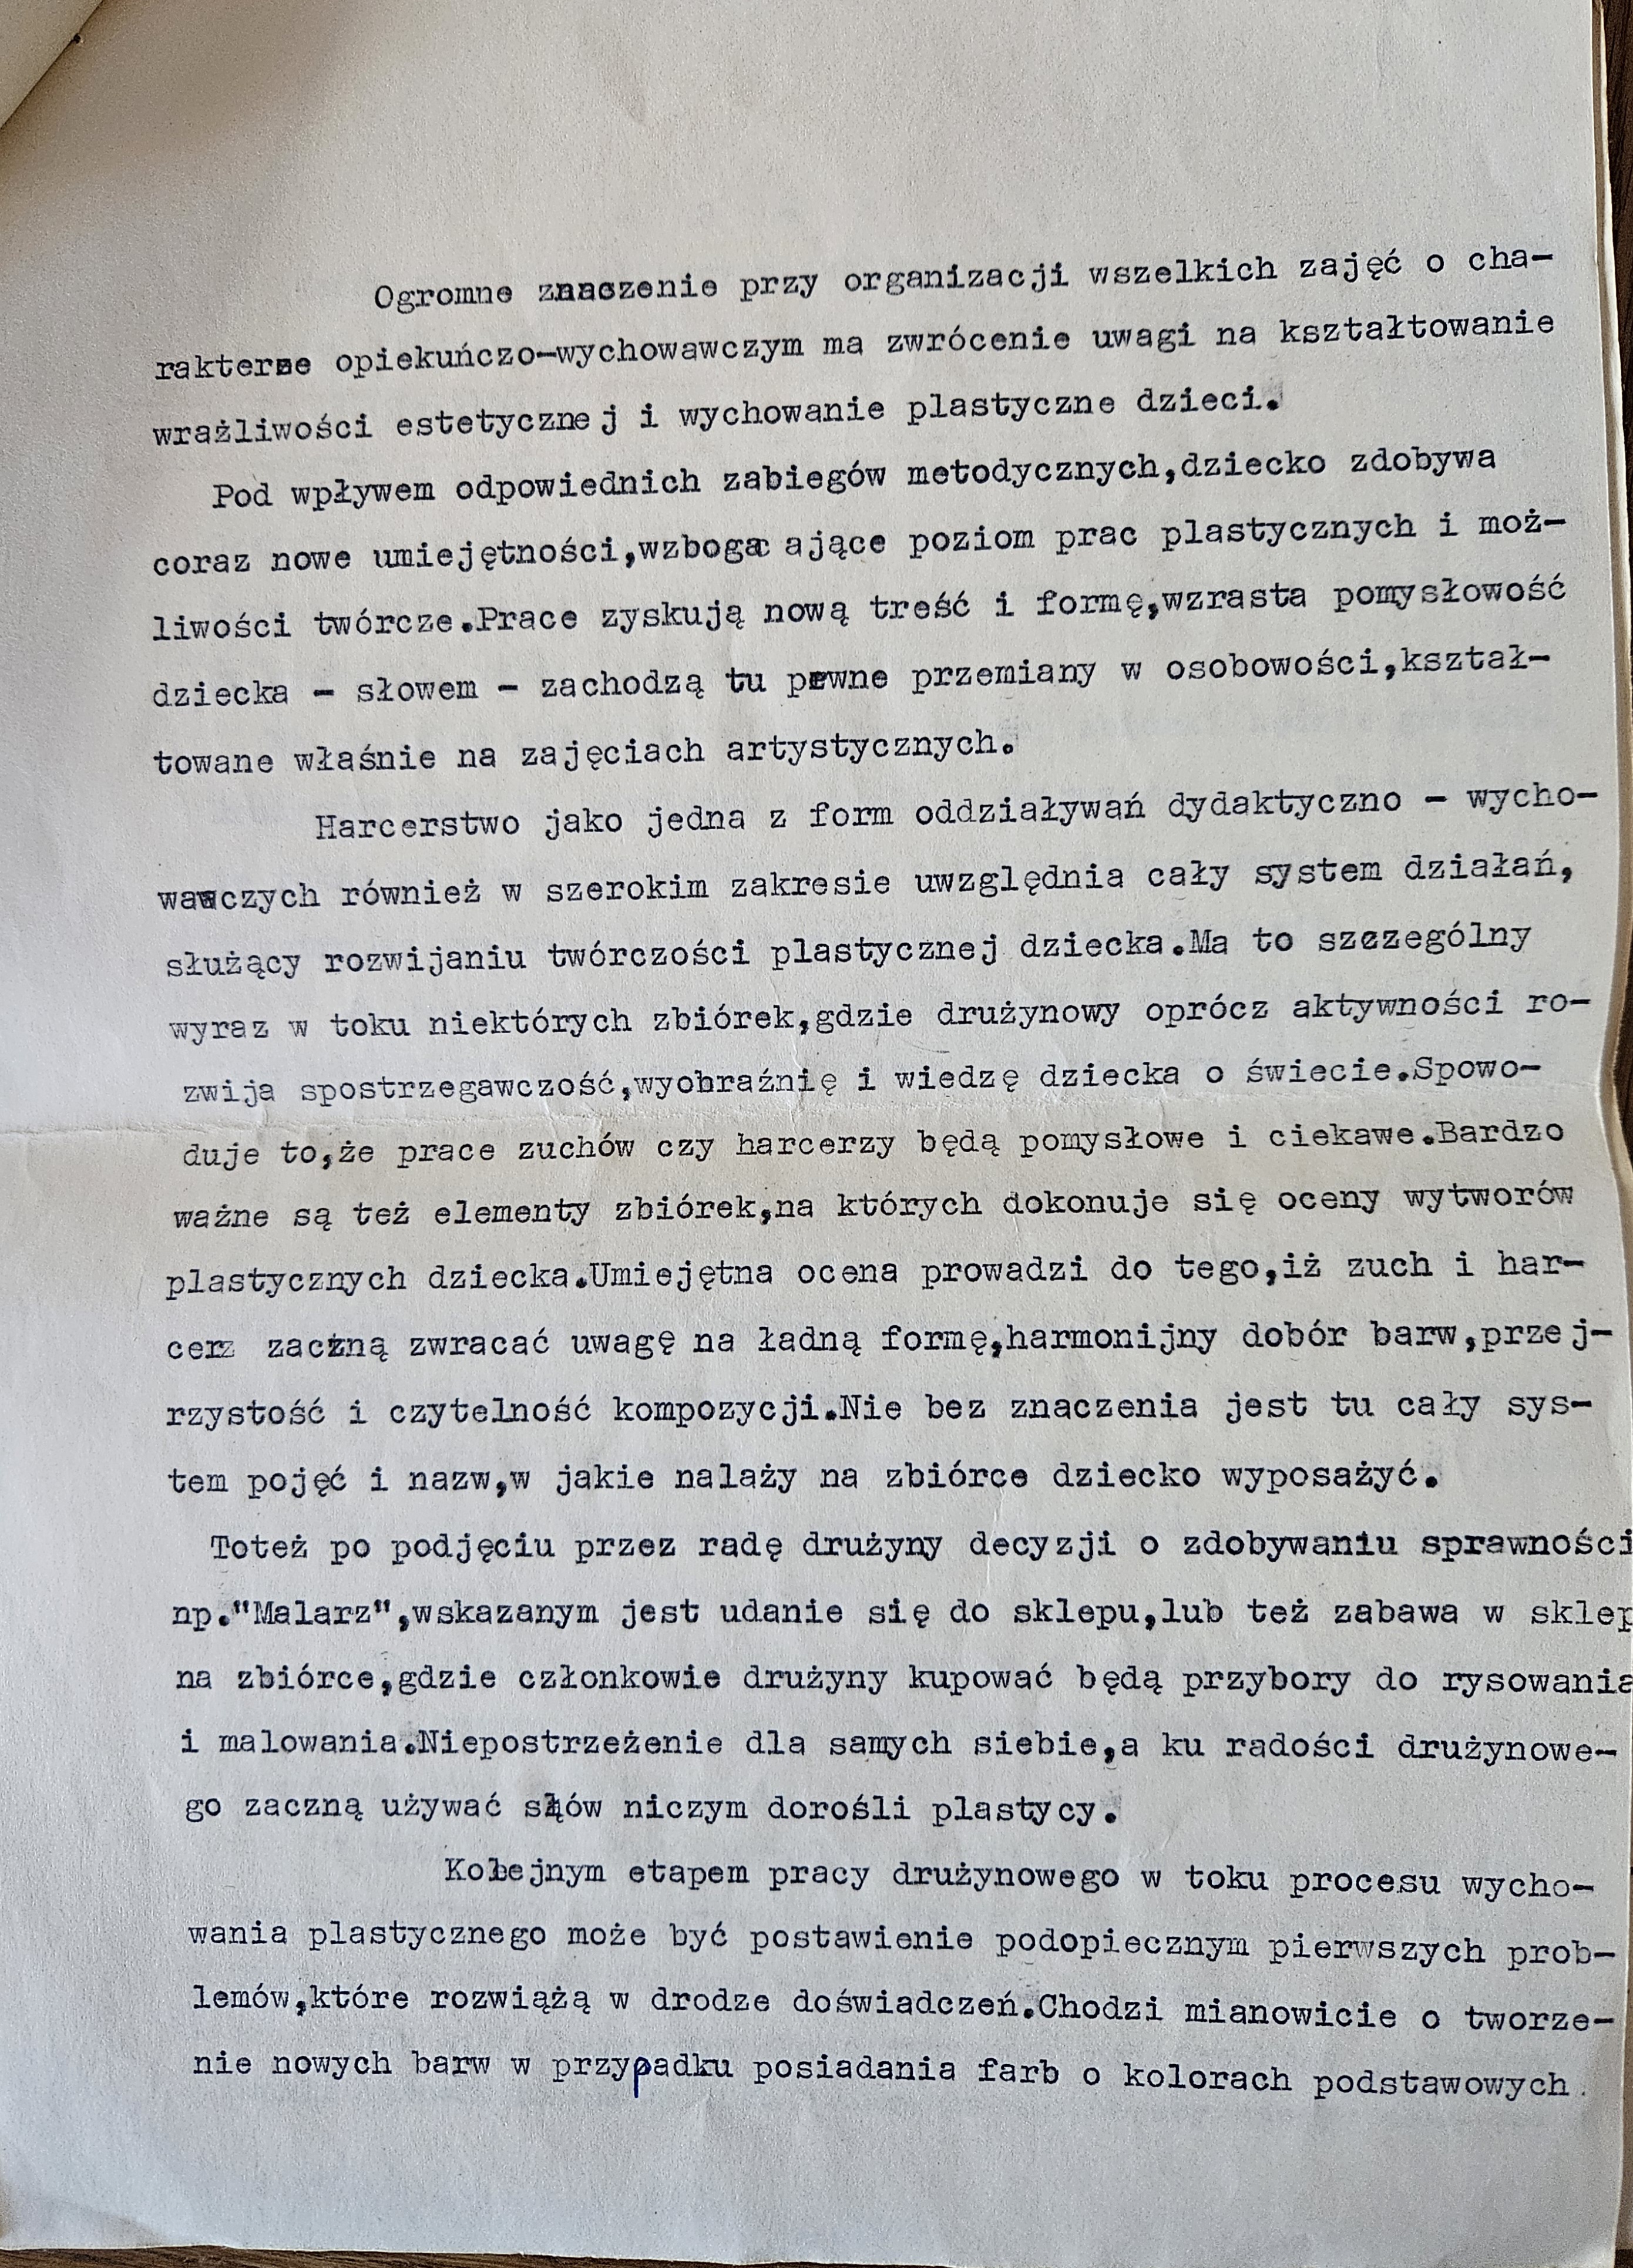 Ogromne znaczenie przy organizacji wszelkich zajęć o cha-
rakterze opiekuńczo-wychowawczym ma zwrócenie uwagi na kształtowanie
wrażliwości estetycznej i wychowanie plastyczne dzieci.
Pod wpływem odpowiednich zabiegów metodycznych,dziecko zdobywa
coraz nowe umiejętności,wzbogacające poziom prac plastycznych i moż-
liwości twórcze.Prace zyskują nową treść i formę,wzrasta pomysłowość
dziecka - słowem - zachodzą tu pewne przemiany w osobowości,kształ-
towane właśnie na zajęciach artystycznych.
Harcerstwo jako jedna z form oddziaływań dydaktyczno - wycho-
wawczych również w szerokim zakresie uwzględnia cały system działań,
służący rozwijaniu twórczości plastycznej dziecka.Ma to szczególny
wyraz w toku niektórych zbiórek,gdzie drużynowy oprócz aktywności ro-
zwija spostrzegawczość,wyobraźnię i wiedzę dziecka o świecie.Spowo-
duje to,że prace zuchów czy harcerzy będą pomysłowe i ciekawe.Bardzo
ważne są też elementy zbiórek,na których dokonuje się oceny wytworów
plastycznych dziecka.Umiejętna ocena prowadzi do tego,iż zuch i har-
cerz zaczną zwracać uwagę na ładną formę,harmonijny dobór barw,przej-
rzystość i czytelność kompozycji.Nie bez znaczenia jest tu cały sys-
tem pojęć i nazw,w jakie nalaży na zbiórce dziecko wyposażyć.
Toteż po podjęciu przez radę drużyny decyzji o zdobywaniu sprawności
np."Malarz",wskazanym jest udanie się do sklepu,lub też zabawa w sklep
na zbiórce,gdzie członkowie drużyny kupować będą przybory do rysowania
i malowania.Niepostrzeżenie dla samych siebie,a ku radości drużynowe-
go zaczną używać słów niczym dorośli plastycy.
Kolejnym etapem pracy drużynowego w toku procesu wycho-
wania plastycznego może być postawienie podopiecznym pierwszych prob-
lemów,które rozwiążą w drodze doświadczeń.Chodzi mianowicie o tworze-
nie nowych barw w przypadku posiadania farb o kolorach podstawowych.